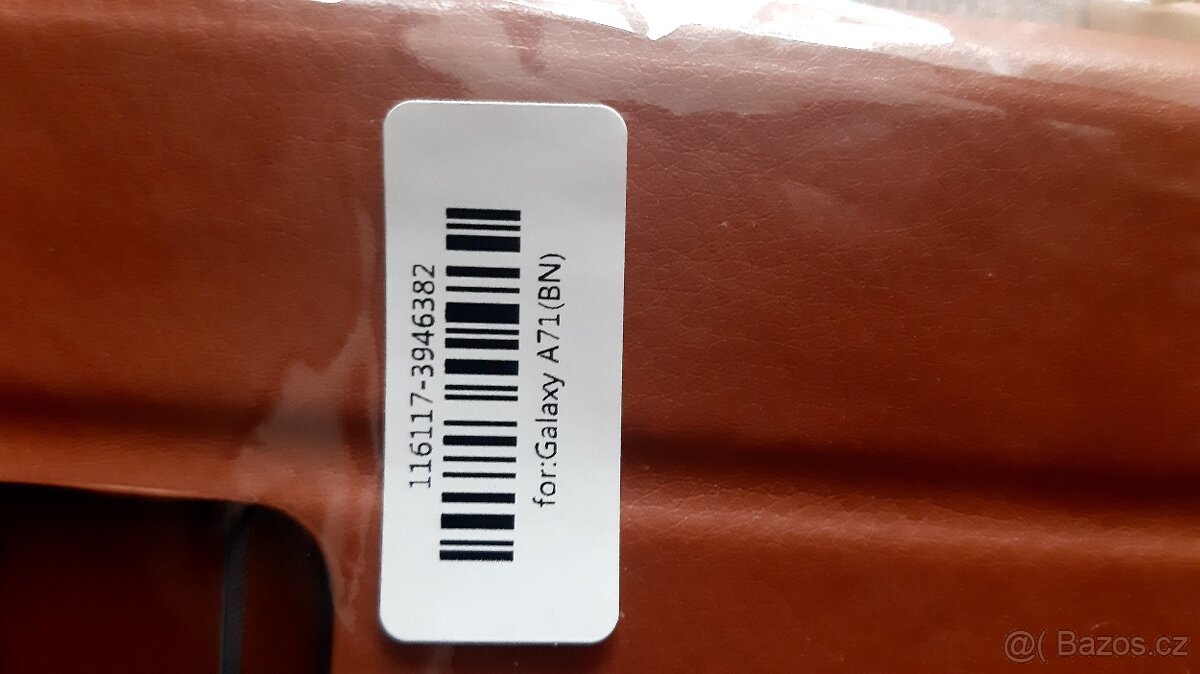 116117-3946382
for:Galaxy A71(BN)
@( Bazos.cz